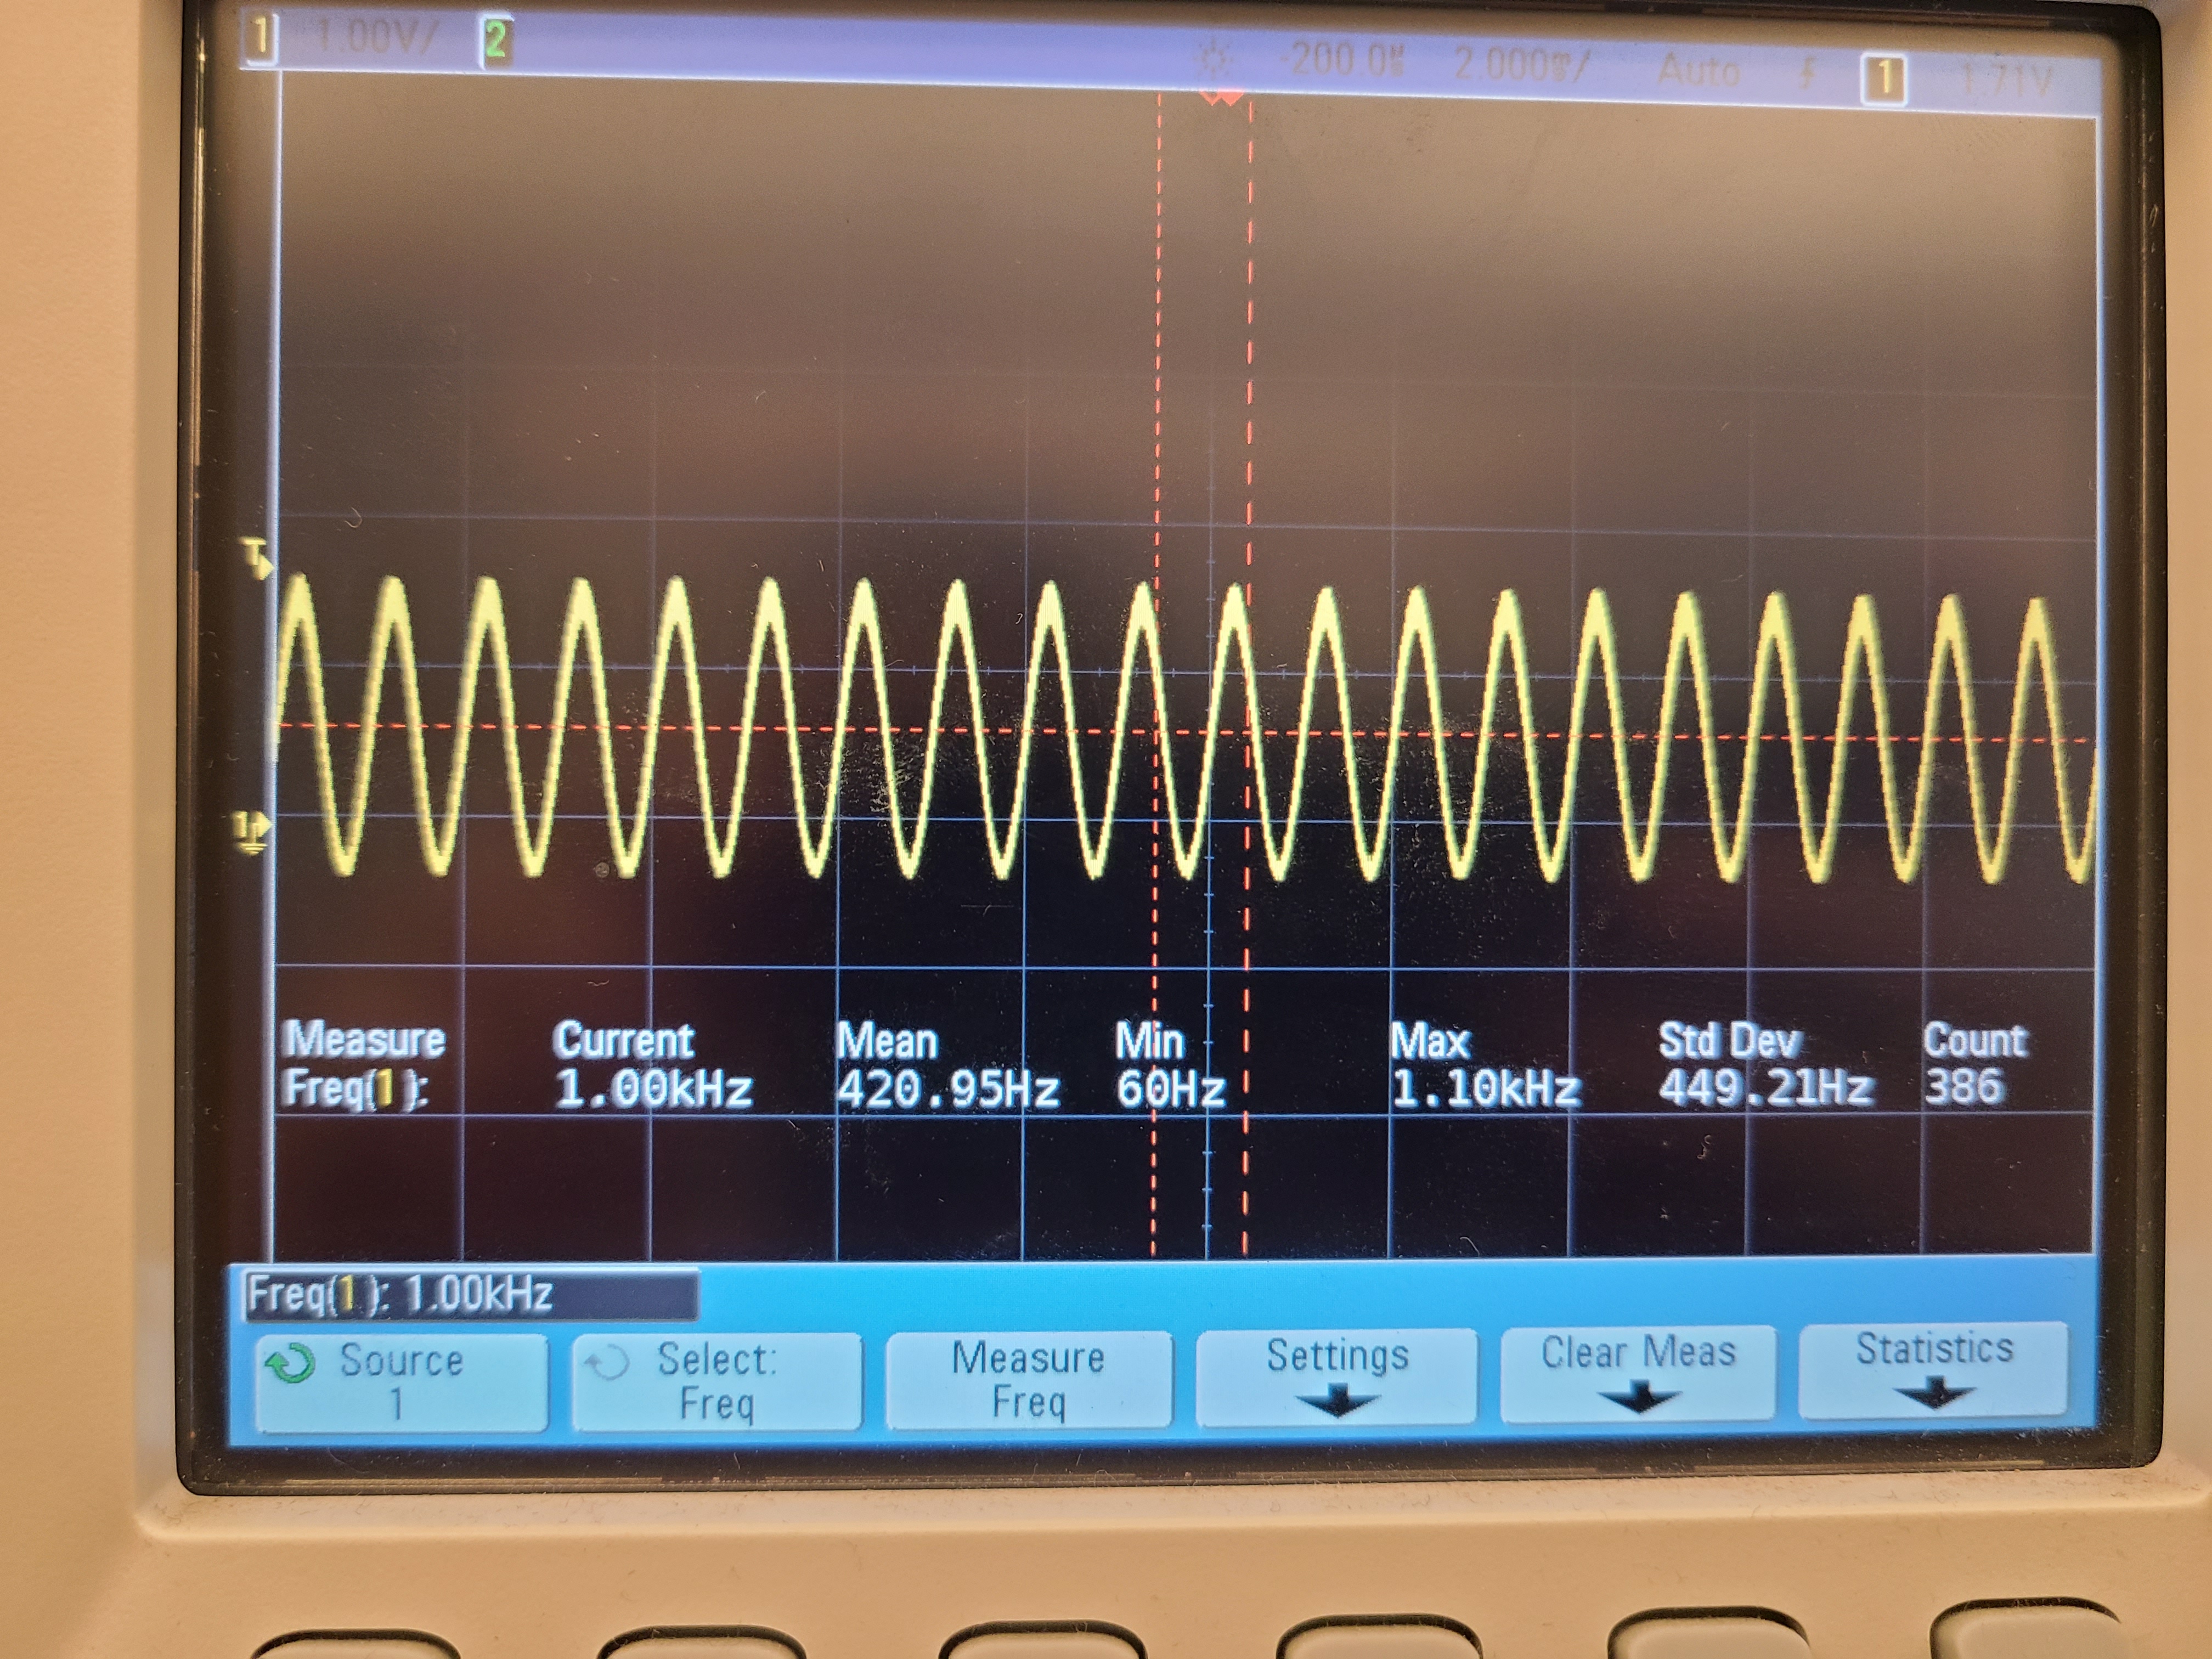 1 1.00V/ 2 -200.0㎲ 2.000㎳/ Auto 1 1.71V
T
1
Measure Current Mean Min Max Std Dev Count
Freq(1): 1.00kHz 420.95Hz 60Hz 1.10kHz 449.21Hz 386
Freq(1): 1.00kHz
Source Select: Measure Settings Clear Meas Statistics
1 Freq Freq